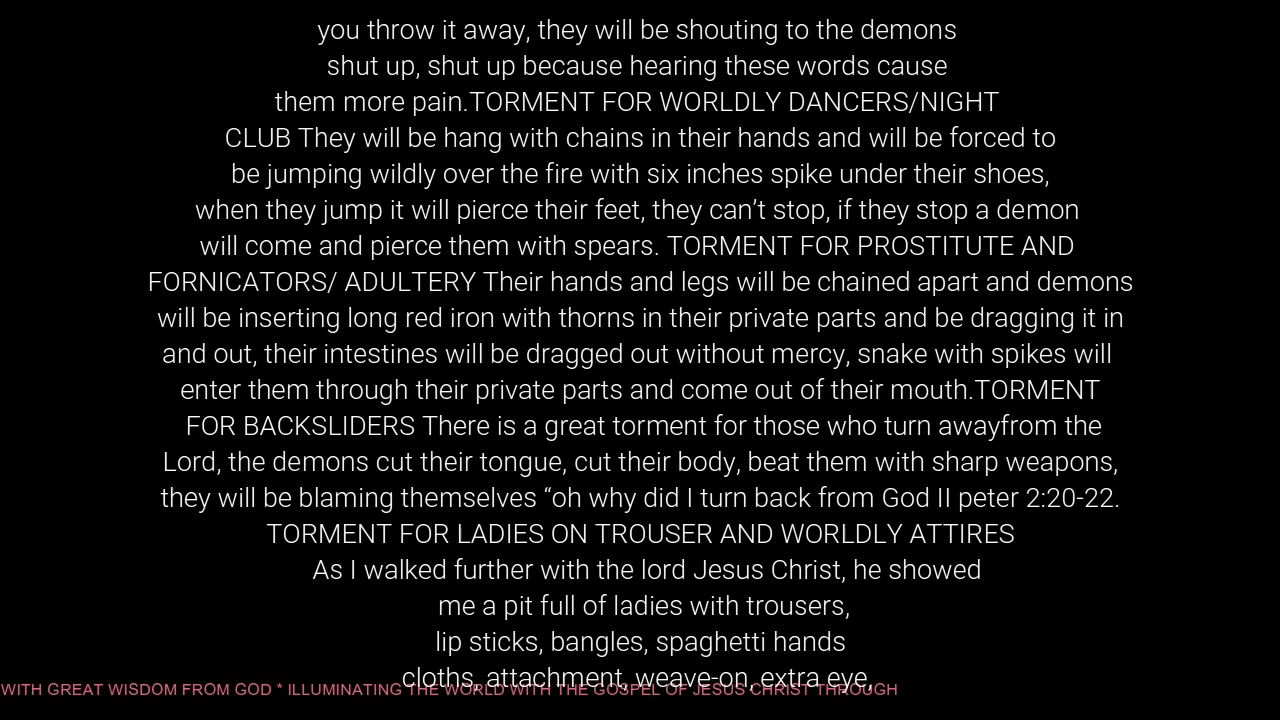 you throw it away, they will be shouting to the demons
shut up, shut up because hearing these words cause
them more pain.TORMENT FOR WORLDLY DANCERS/NIGHT
CLUB They will be hang with chains in their hands and will be forced to
be jumping wildly over the fire with six inches spike under their shoes,
when they jump it will pierce their feet, they can’t stop, if they stop a demon
will come and pierce them with spears. TORMENT FOR PROSTITUTE AND
FORNICATORS/ ADULTERY Their hands and legs will be chained apart and demons
will be inserting long red iron with thorns in their private parts and be dragging it in
and out, their intestines will be dragged out without mercy, snake with spikes will
enter them through their private parts and come out of their mouth.TORMENT
FOR BACKSLIDERS There is a great torment for those who turn awayfrom the
Lord, the demons cut their tongue, cut their body, beat them with sharp weapons,
they will be blaming themselves “oh why did I turn back from God II peter 2:20-22.
TORMENT FOR LADIES ON TROUSER AND WORLDLY ATTIRES
As I walked further with the lord Jesus Christ, he showed
me a pit full of ladies with trousers,
lip sticks, bangles, spaghetti hands
cloths, attachment, weave-on, extra eye,
WITH GREAT WISDOM FROM GOD * ILLUMINATING THE WORLD WITH THE GOSPEL OF JESUS CHRIST THROUGH